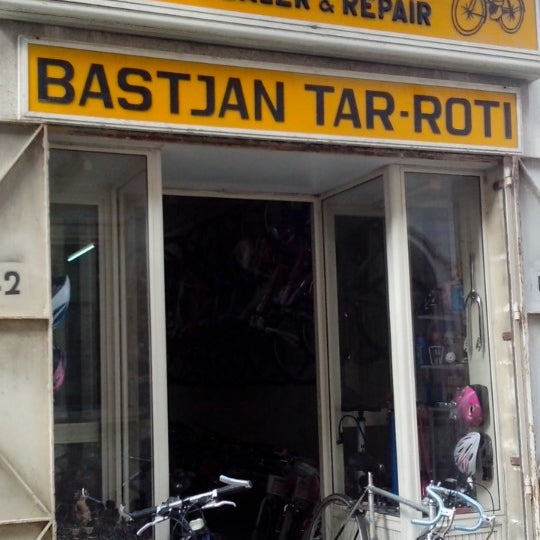 & REPAIR
BASTJAN TAR-ROTI
2